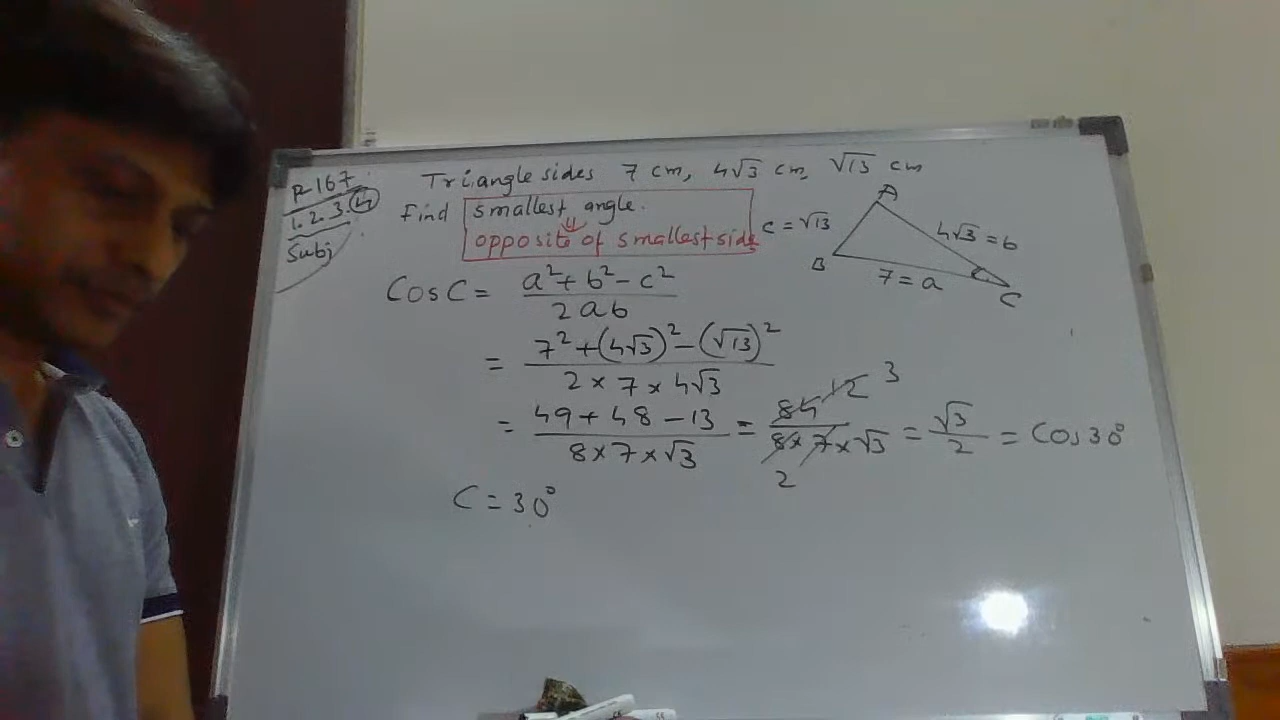 P-167
1.2.3.(4)
Subj
Triangle sides 7 cm, 4√3 cm, √13 cm
Find smallest angle.
⇓
opposite of smallest side
A
c = √13
4√3 = b
B
7 = a
C
Cos C = (a² + b² - c²) / (2ab)
= (7² + (4√3)² - (√13)²) / (2 × 7 × 4√3)
= (49 + 48 - 13) / (8 × 7 × √3) = 84 12 3 / (8 × 7 × √3) 2 = √3 / 2 = Cos 30°
C = 30°